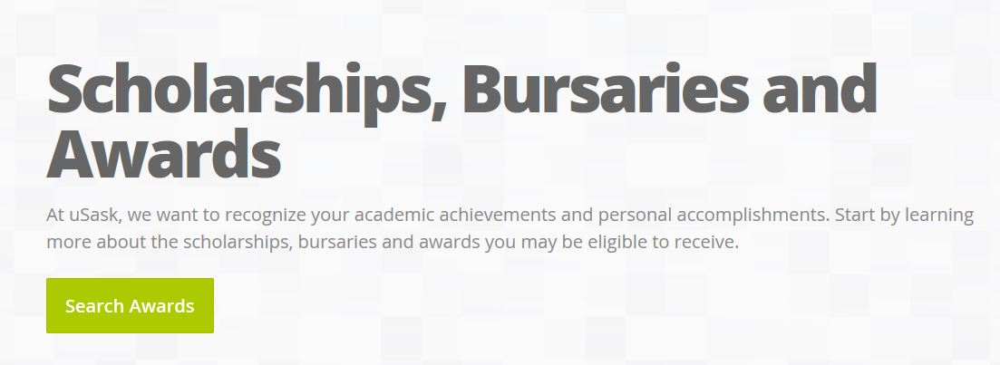 Scholarships, Bursaries and
Awards
At uSask, we want to recognize your academic achievements and personal accomplishments. Start by learning
more about the scholarships, bursaries and awards you may be eligible to receive.
Search Awards